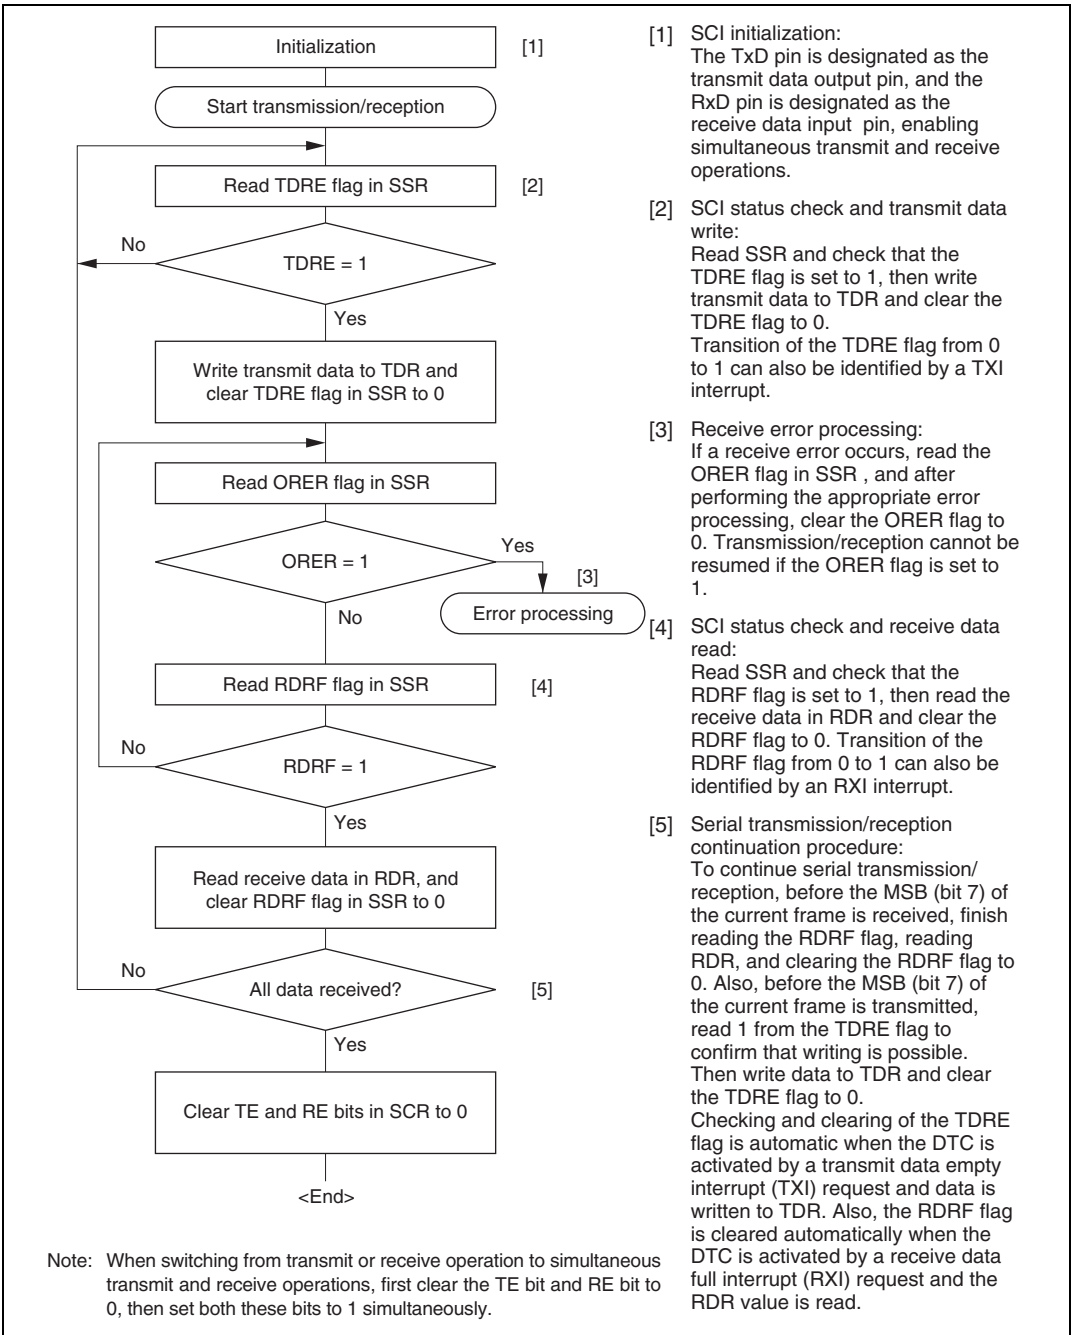 Initialization
[1]
Start transmission/reception
Read TDRE flag in SSR
[2]
No
TDRE = 1
Yes
Write transmit data to TDR and
clear TDRE flag in SSR to 0
Read ORER flag in SSR
ORER = 1
Yes
[3]
Error processing
No
Read RDRF flag in SSR
[4]
No
RDRF = 1
Yes
Read receive data in RDR, and
clear RDRF flag in SSR to 0
No
All data received?
[5]
Yes
Clear TE and RE bits in SCR to 0
<End>
[1] SCI initialization:
The TxD pin is designated as the
transmit data output pin, and the
RxD pin is designated as the
receive data input pin, enabling
simultaneous transmit and receive
operations.
[2] SCI status check and transmit data
write:
Read SSR and check that the
TDRE flag is set to 1, then write
transmit data to TDR and clear the
TDRE flag to 0.
Transition of the TDRE flag from 0
to 1 can also be identified by a TXI
interrupt.
[3] Receive error processing:
If a receive error occurs, read the
ORER flag in SSR , and after
performing the appropriate error
processing, clear the ORER flag to
0. Transmission/reception cannot be
resumed if the ORER flag is set to
1.
[4] SCI status check and receive data
read:
Read SSR and check that the
RDRF flag is set to 1, then read the
receive data in RDR and clear the
RDRF flag to 0. Transition of the
RDRF flag from 0 to 1 can also be
identified by an RXI interrupt.
[5] Serial transmission/reception
continuation procedure:
To continue serial transmission/
reception, before the MSB (bit 7) of
the current frame is received, finish
reading the RDRF flag, reading
RDR, and clearing the RDRF flag to
0. Also, before the MSB (bit 7) of
the current frame is transmitted,
read 1 from the TDRE flag to
confirm that writing is possible.
Then write data to TDR and clear
the TDRE flag to 0.
Checking and clearing of the TDRE
flag is automatic when the DTC is
activated by a transmit data empty
interrupt (TXI) request and data is
written to TDR. Also, the RDRF flag
is cleared automatically when the
DTC is activated by a receive data
full interrupt (RXI) request and the
RDR value is read.
Note: When switching from transmit or receive operation to simultaneous
transmit and receive operations, first clear the TE bit and RE bit to
0, then set both these bits to 1 simultaneously.